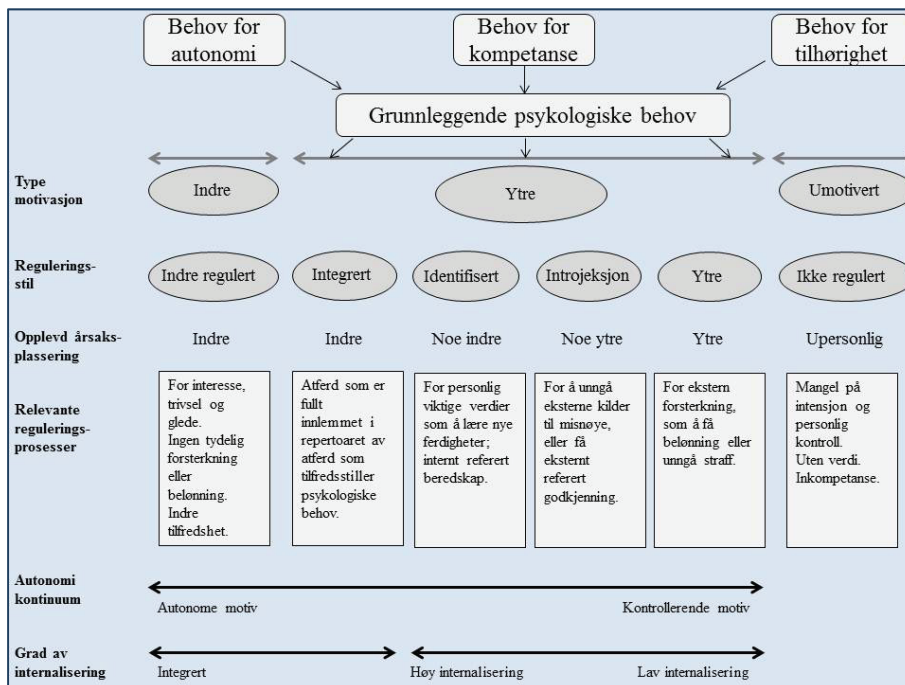 Behov for
autonomi
Behov for
kompetanse
Behov for
tilhørighet
Grunnleggende psykologiske behov
Type
motivasjon
Indre
Ytre
Umotivert
Regulerings-
stil
Indre regulert
Integrert
Identifisert
Introjeksjon
Ytre
Ikke regulert
Opplevd årsaks-
plassering
Indre
Indre
Noe indre
Noe ytre
Ytre
Upersonlig
Relevante
regulerings-
prosesser
For interesse,
trivsel og
glede.
Ingen tydelig
forsterkning
eller
belønning.
Indre
tilfredshet.
Atferd som er
fullt
innlemmet i
repertoaret av
atferd som
tilfredsstiller
psykologiske
behov.
For personlig
viktige verdier
som å lære nye
ferdigheter;
internt referert
beredskap.
For å unngå
eksterne kilder
til misnøye,
eller få
eksternt
referert
godkjenning.
For ekstern
forsterkning,
som å få
belønning eller
unngå straff.
Mangel på
intensjon og
personlig
kontroll.
Uten verdi.
Inkompetanse.
Autonomi
kontinuum
Autonome motiv
Kontrollerende motiv
Grad av
internalisering
Integrert
Høy internalisering
Lav internalisering